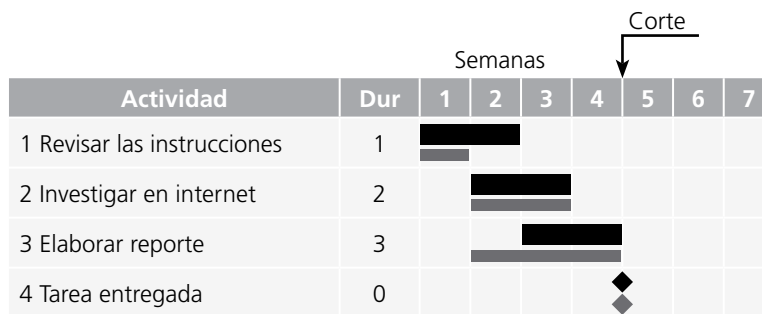 Corte
Semanas
Actividad Dur 1 2 3 4 5 6 7
1 Revisar las instrucciones 1
2 Investigar en internet 2
3 Elaborar reporte 3
4 Tarea entregada 0